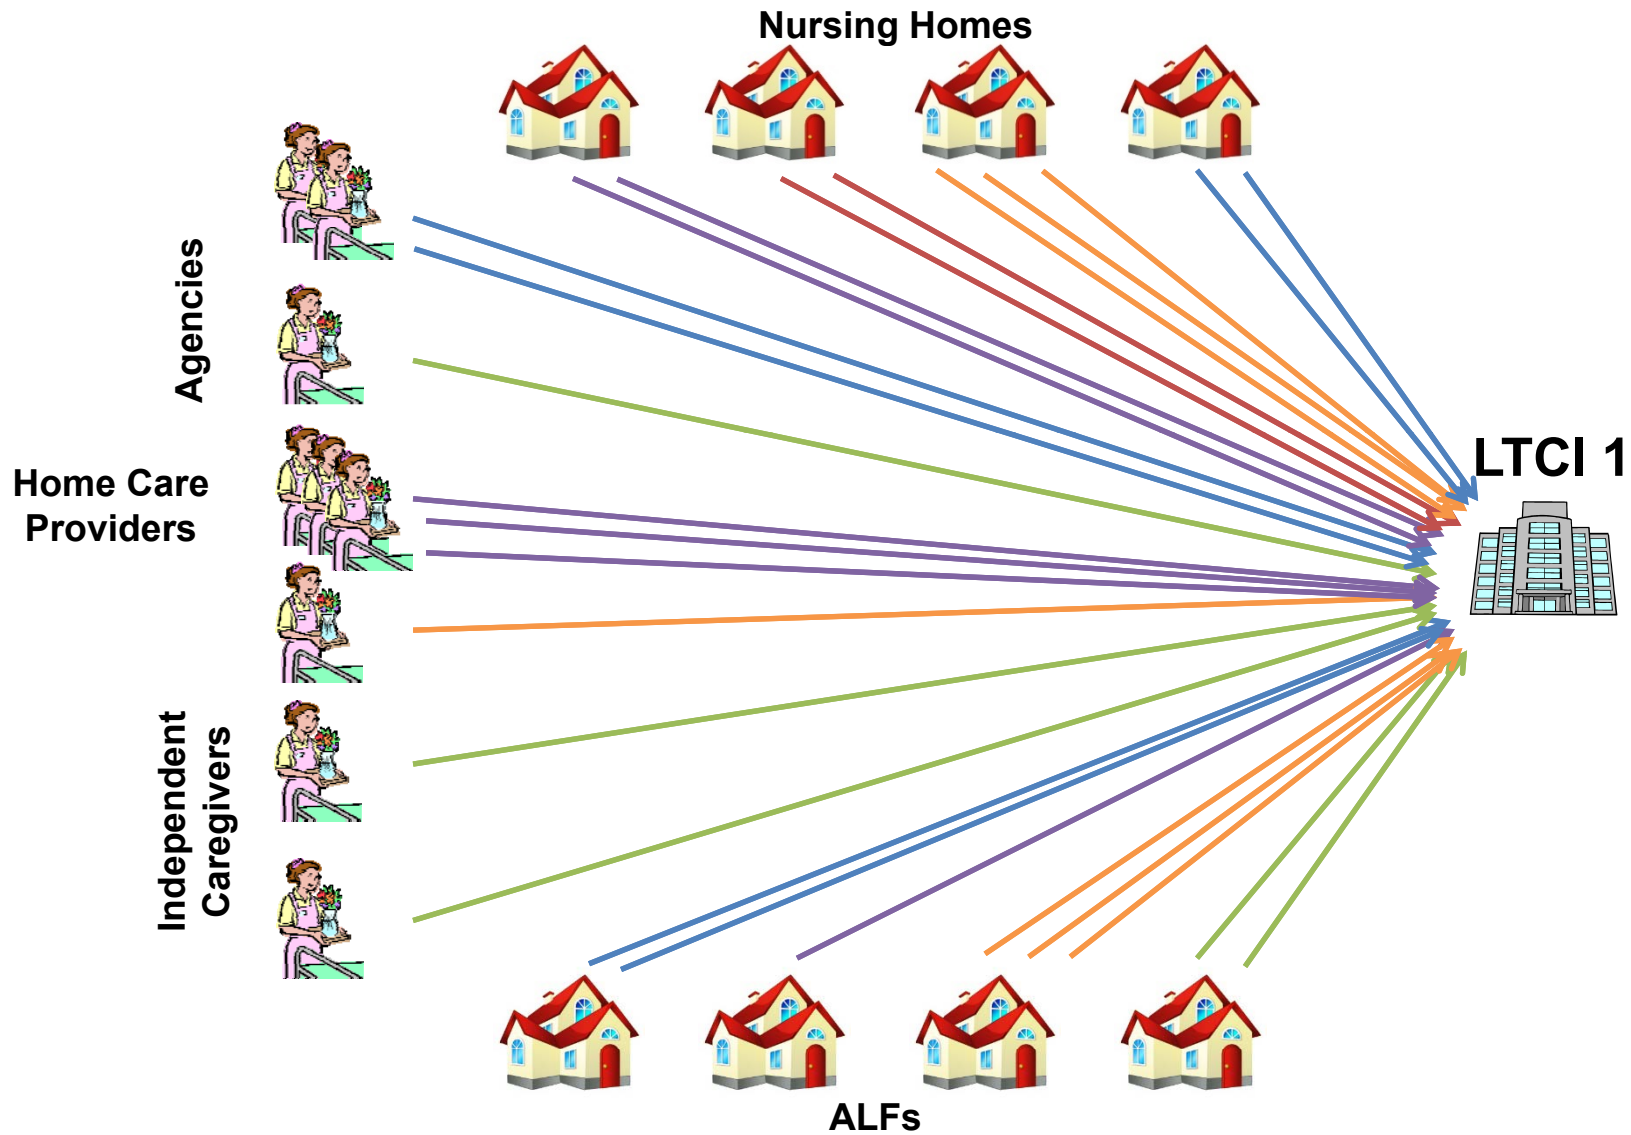 Nursing Homes
Agencies
LTCI 1
Home Care
Providers
Independent
Caregivers
ALFs